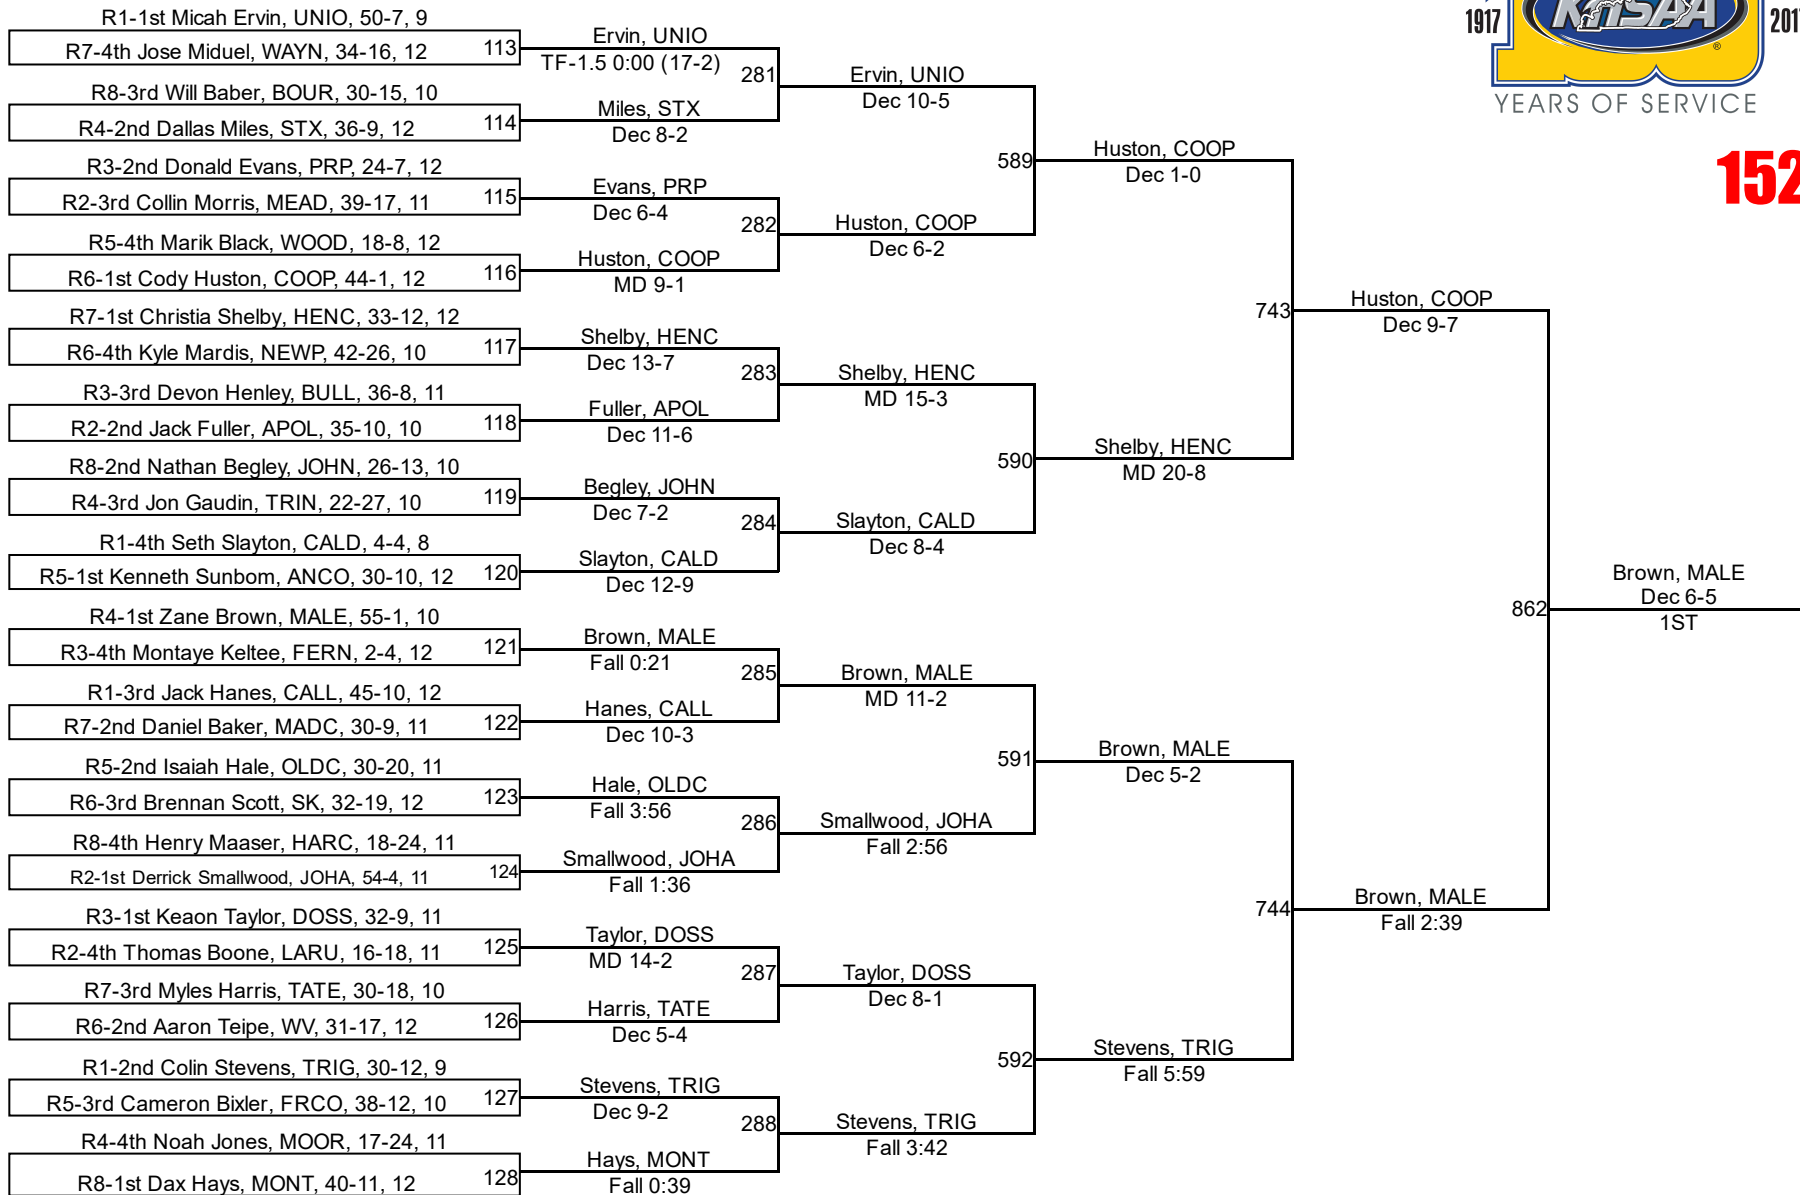 R1-1st Micah Ervin, UNIO, 50-7, 9
R7-4th Jose Miduel, WAYN, 34-16, 12
113
R8-3rd Will Baber, BOUR, 30-15, 10
R4-2nd Dallas Miles, STX, 36-9, 12
114
R3-2nd Donald Evans, PRP, 24-7, 12
R2-3rd Collin Morris, MEAD, 39-17, 11
115
R5-4th Marik Black, WOOD, 18-8, 12
R6-1st Cody Huston, COOP, 44-1, 12
116
R7-1st Christia Shelby, HENC, 33-12, 12
R6-4th Kyle Mardis, NEWP, 42-26, 10
117
R3-3rd Devon Henley, BULL, 36-8, 11
R2-2nd Jack Fuller, APOL, 35-10, 10
118
R8-2nd Nathan Begley, JOHN, 26-13, 10
R4-3rd Jon Gaudin, TRIN, 22-27, 10
119
R1-4th Seth Slayton, CALD, 4-4, 8
R5-1st Kenneth Sunbom, ANCO, 30-10, 12
120
R4-1st Zane Brown, MALE, 55-1, 10
R3-4th Montaye Keltee, FERN, 2-4, 12
121
R1-3rd Jack Hanes, CALL, 45-10, 12
R7-2nd Daniel Baker, MADC, 30-9, 11
122
R5-2nd Isaiah Hale, OLDC, 30-20, 11
R6-3rd Brennan Scott, SK, 32-19, 12
123
R8-4th Henry Maaser, HARC, 18-24, 11
R2-1st Derrick Smallwood, JOHA, 54-4, 11
124
R3-1st Keaon Taylor, DOSS, 32-9, 11
R2-4th Thomas Boone, LARU, 16-18, 11
125
R7-3rd Myles Harris, TATE, 30-18, 10
R6-2nd Aaron Teipe, WV, 31-17, 12
126
R1-2nd Colin Stevens, TRIG, 30-12, 9
R5-3rd Cameron Bixler, FRCO, 38-12, 10
127
R4-4th Noah Jones, MOOR, 17-24, 11
R8-1st Dax Hays, MONT, 40-11, 12
128
Ervin, UNIO
TF-1.5 0:00 (17-2)
281
Miles, STX
Dec 8-2
Evans, PRP
Dec 6-4
282
Huston, COOP
MD 9-1
Shelby, HENC
Dec 13-7
283
Fuller, APOL
Dec 11-6
Begley, JOHN
Dec 7-2
284
Slayton, CALD
Dec 12-9
Brown, MALE
Fall 0:21
285
Hanes, CALL
Dec 10-3
Hale, OLDC
Fall 3:56
286
Smallwood, JOHA
Fall 1:36
Taylor, DOSS
MD 14-2
287
Harris, TATE
Dec 5-4
Stevens, TRIG
Dec 9-2
288
Hays, MONT
Fall 0:39
Ervin, UNIO
Dec 10-5
589
Huston, COOP
Dec 6-2
Shelby, HENC
MD 15-3
590
Slayton, CALD
Dec 8-4
Brown, MALE
MD 11-2
591
Smallwood, JOHA
Fall 2:56
Taylor, DOSS
Dec 8-1
592
Stevens, TRIG
Fall 3:42
Huston, COOP
Dec 1-0
743
Shelby, HENC
MD 20-8
Brown, MALE
Dec 5-2
744
Stevens, TRIG
Fall 5:59
Huston, COOP
Dec 9-7
862
Brown, MALE
Fall 2:39
Brown, MALE
Dec 6-5
1ST
1917
KHSAA
®
201
YEARS OF SERVICE
152